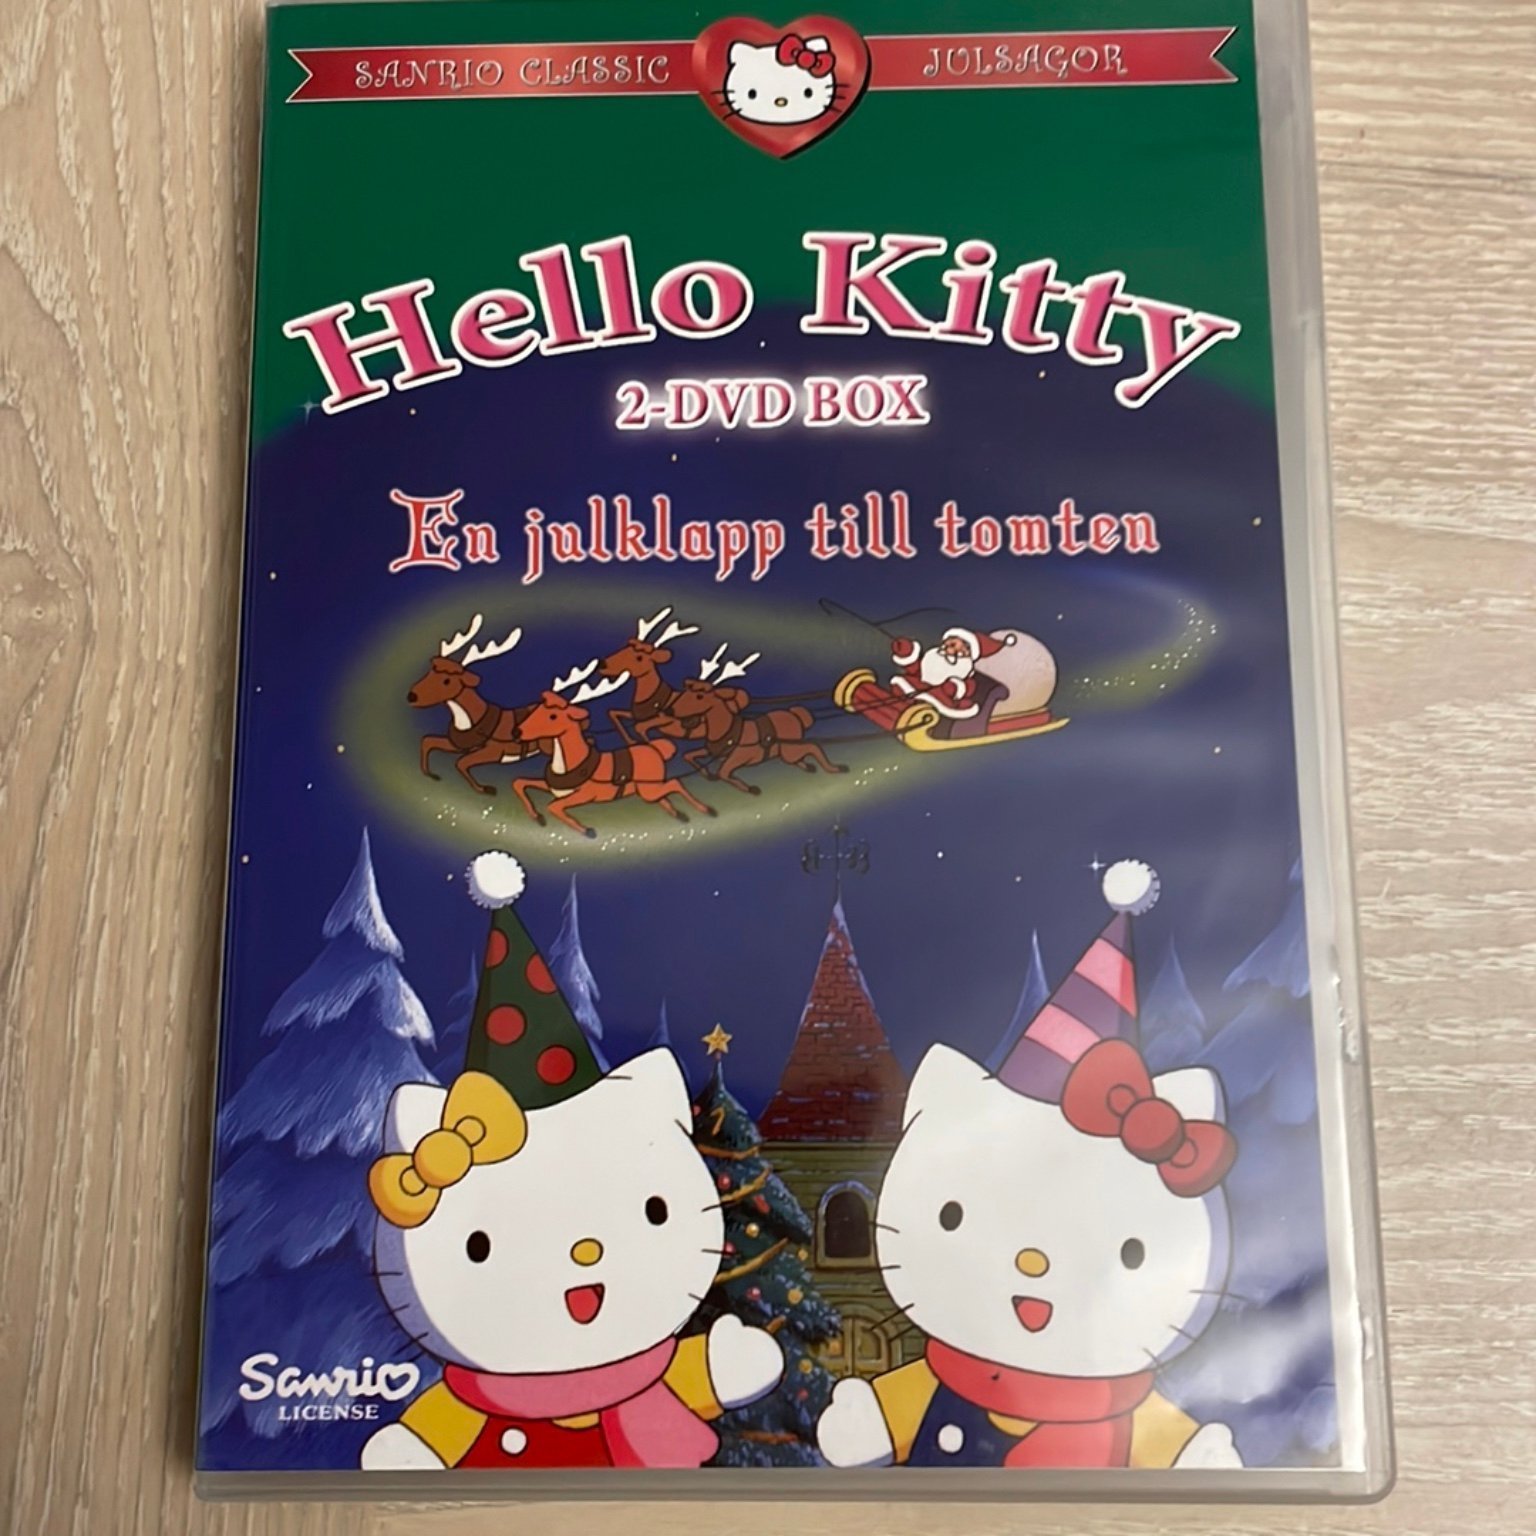 SANRIO CLASSIC JULSAGOR
Hello Kitty
2-DVD BOX
En julklapp till tomten
Sanrio
LICENSE